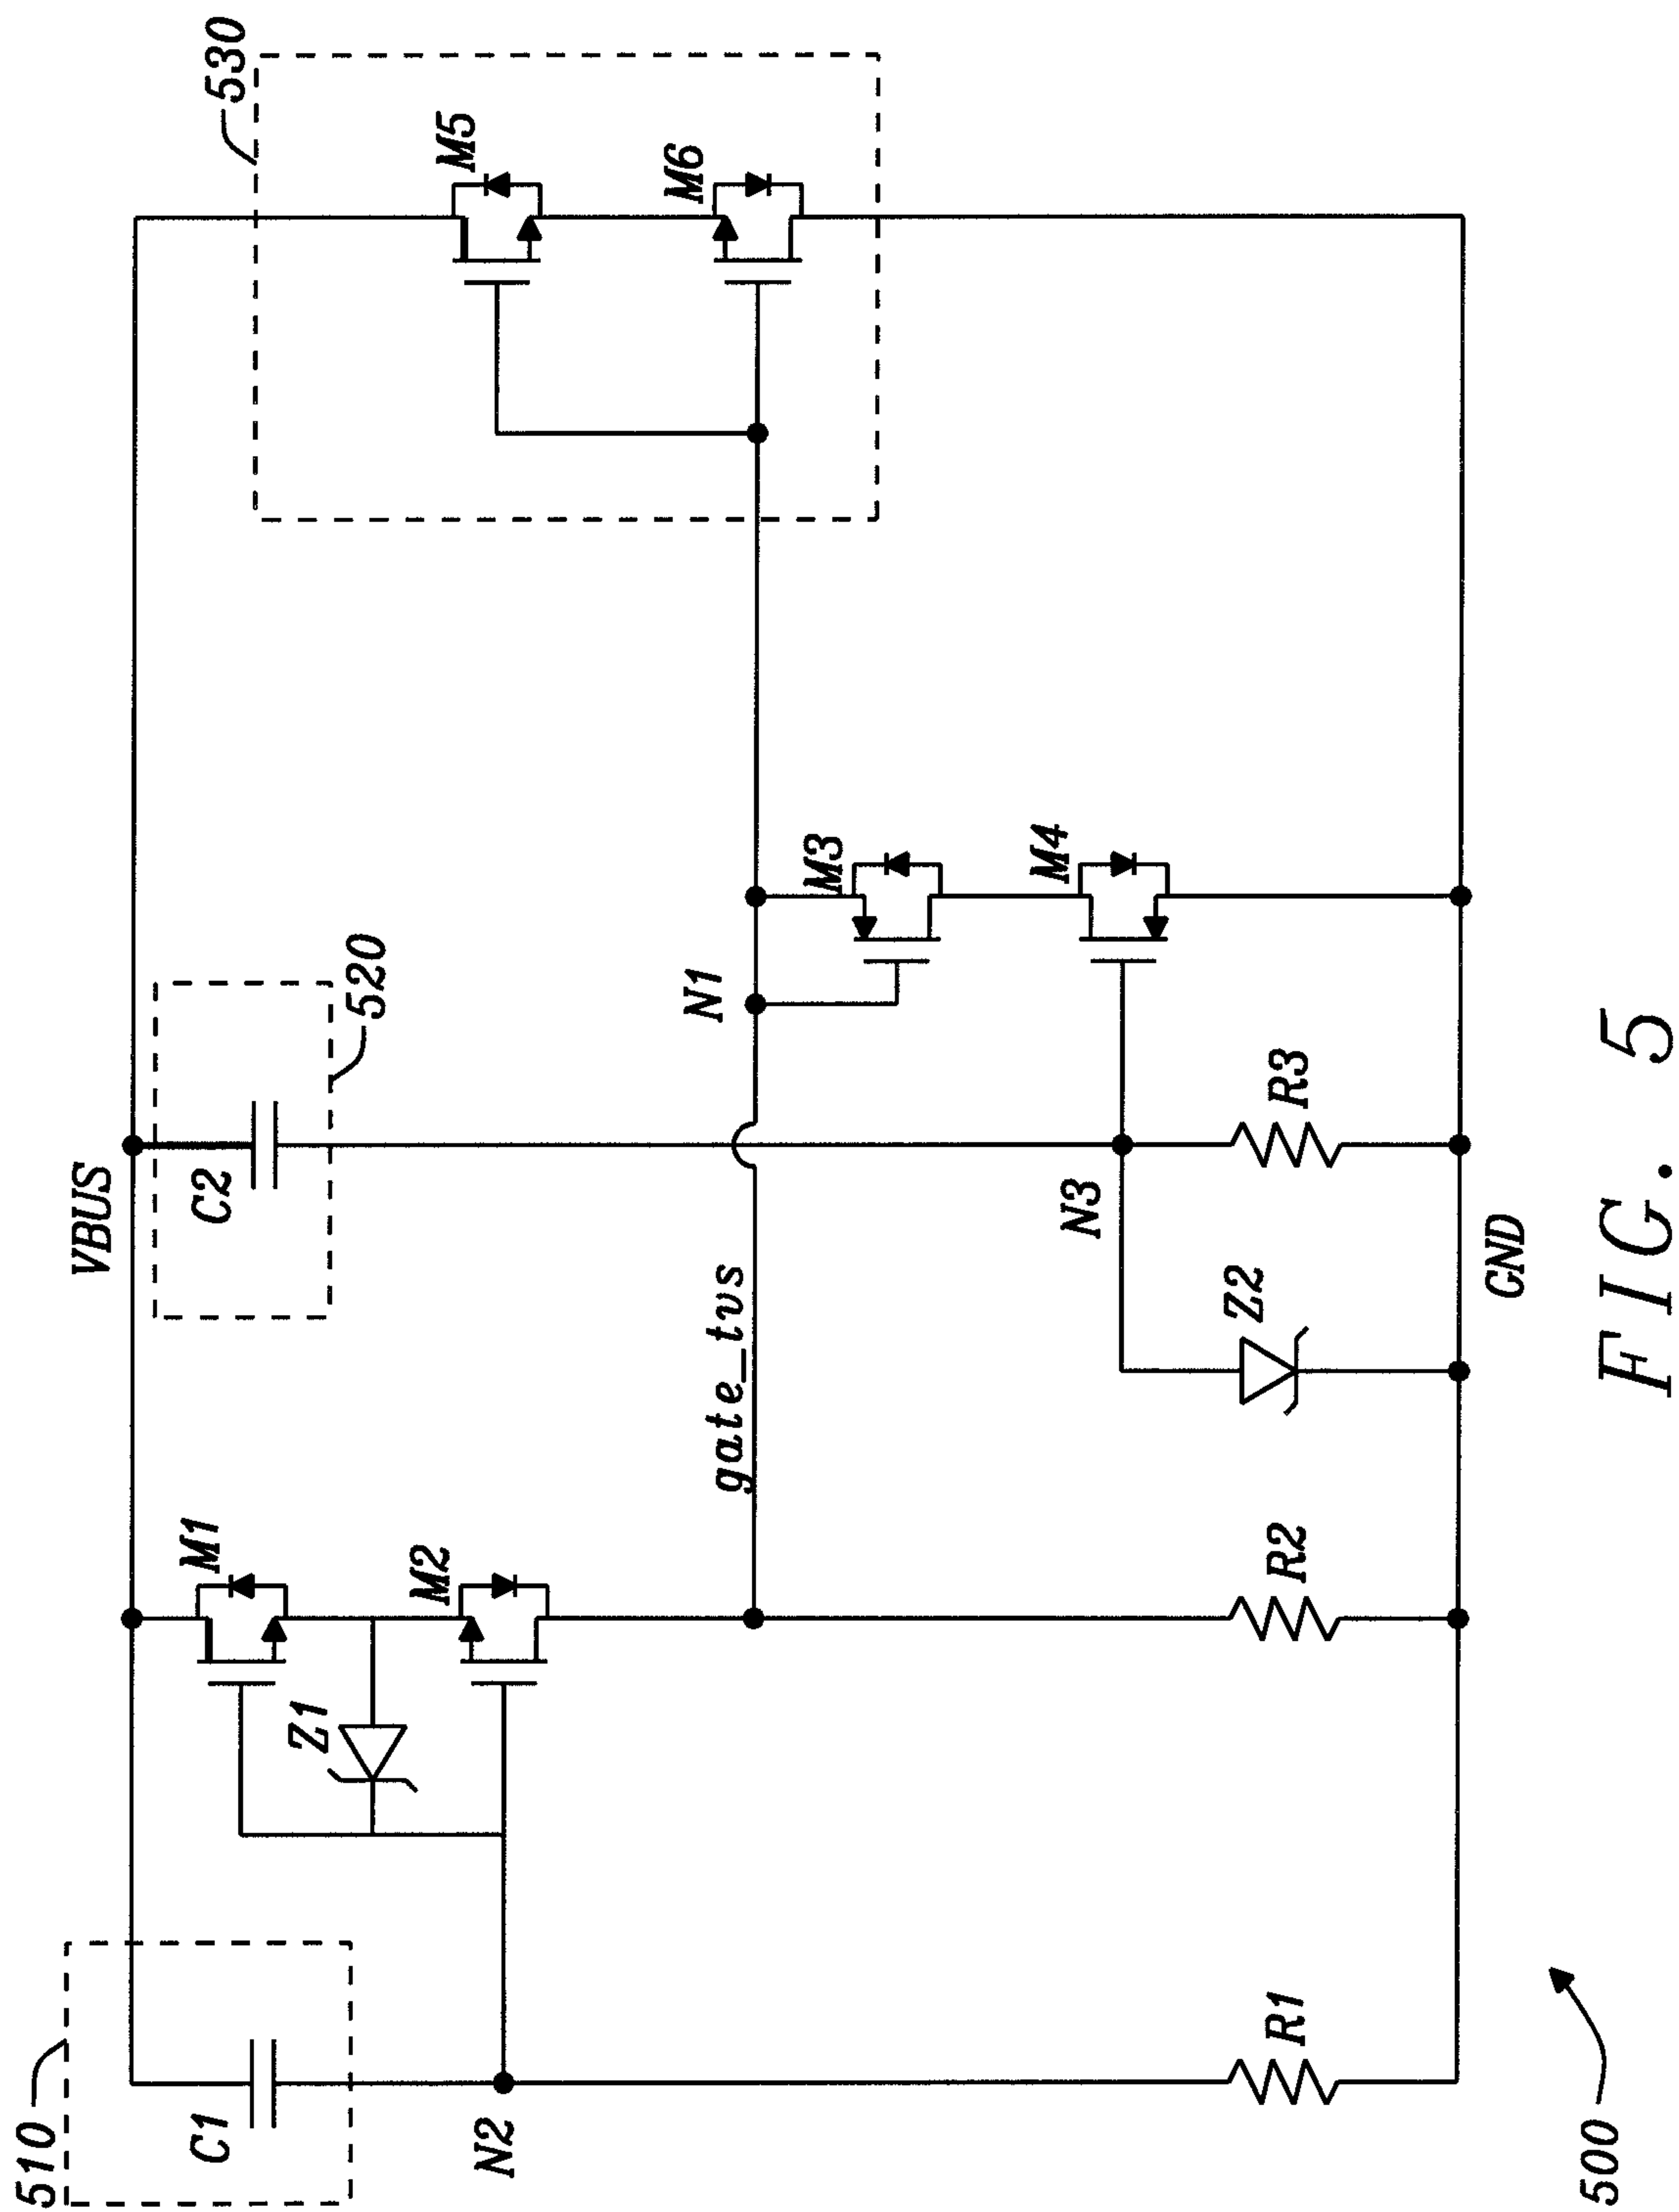 510
C1
N2
R1
M1
Z1
M2
R2
VBUS
C2
520
gate_tvs
N1
N3
Z2
R3
M3
M4
GND
530
M5
M6
500
FIG. 5